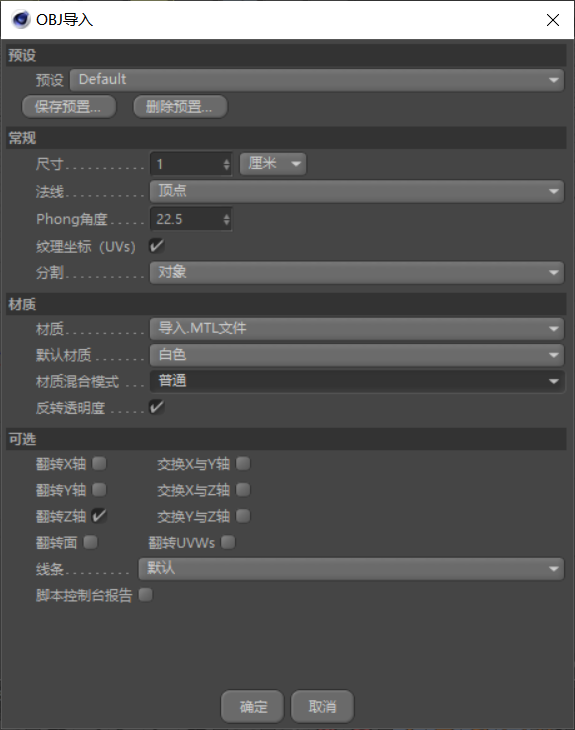 OBJ导入
预设
预设 Default
保存预置... 删除预置...
常规
尺寸........... 1 厘米
法线........... 顶点
Phong角度..... 22.5
纹理坐标（UVs）
分割........... 对象
材质
材质........... 导入.MTL文件
默认材质....... 白色
材质混合模式... 普通
反转透明度.....
可选
翻转X轴 交换X与Y轴
翻转Y轴 交换X与Z轴
翻转Z轴 交换Y与Z轴
翻转面 翻转UVWs
线条......... 默认
脚本控制台报告
确定 取消